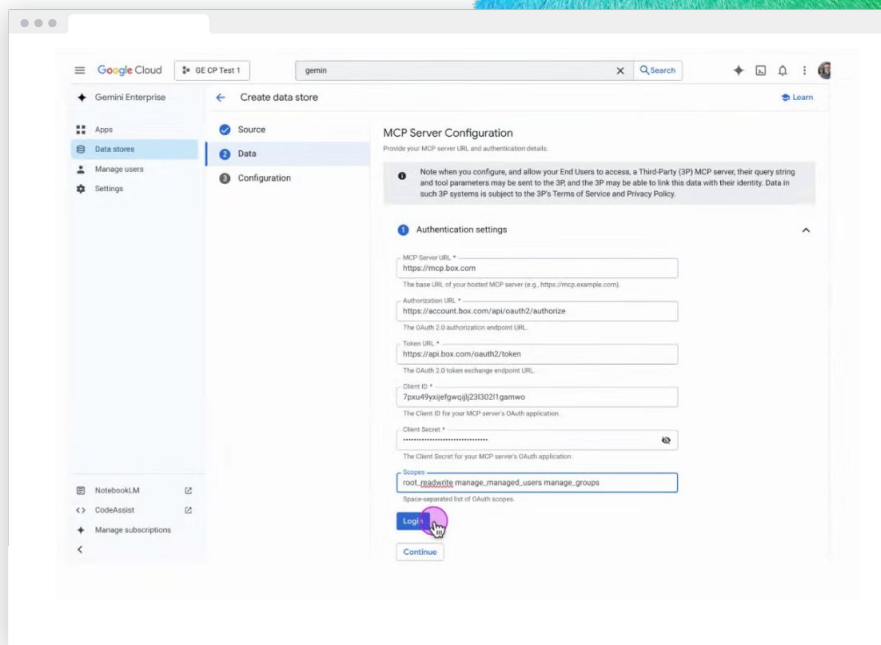 Google Cloud
GE CP Test 1
gemin
Search
Gemini Enterprise
Create data store
Learn
Apps
Data stores
Manage users
Settings
1 Source
2 Data
3 Configuration
MCP Server Configuration
Provide your MCP server URL and authentication details.
Note when you configure, and allow your End Users to access, a Third-Party (3P) MCP server, their query string
and tool parameters may be sent to the 3P, and the 3P may be able to link this data with their identity. Data in
such 3P systems is subject to the 3P's Terms of Service and Privacy Policy.
1 Authentication settings
MCP Server URL *
https://mcp.box.com
The base URL of your hosted MCP server (e.g., https://mcp.example.com).
Authorization URL *
https://account.box.com/api/oauth2/authorize
The OAuth 2.0 authorization endpoint URL.
Token URL *
https://api.box.com/oauth2/token
The OAuth 2.0 token exchange endpoint URL.
Client ID *
The Client ID for your MCP server's OAuth application.
Client Secret *
The Client Secret for your MCP server's OAuth application
Scopes
root_readwrite manage_managed_users manage_groups
Space-separated list of OAuth scopes.
Login
Continue
NotebookLM
CodeAssist
Manage subscriptions